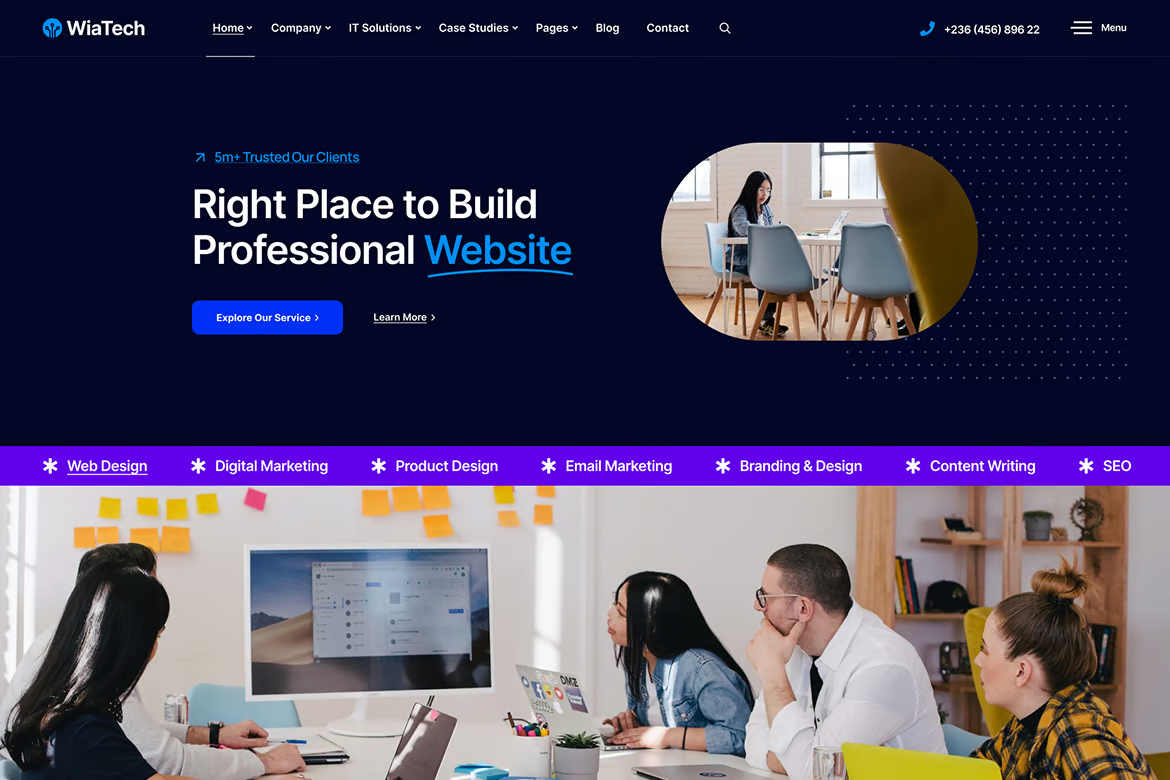 WiaTech
Home Company IT Solutions Case Studies Pages Blog Contact
+236 (456) 896 22 Menu
5m+ Trusted Our Clients
Right Place to Build
Professional Website
Explore Our Service
Learn More
Web Design Digital Marketing Product Design Email Marketing Branding & Design Content Writing SEO